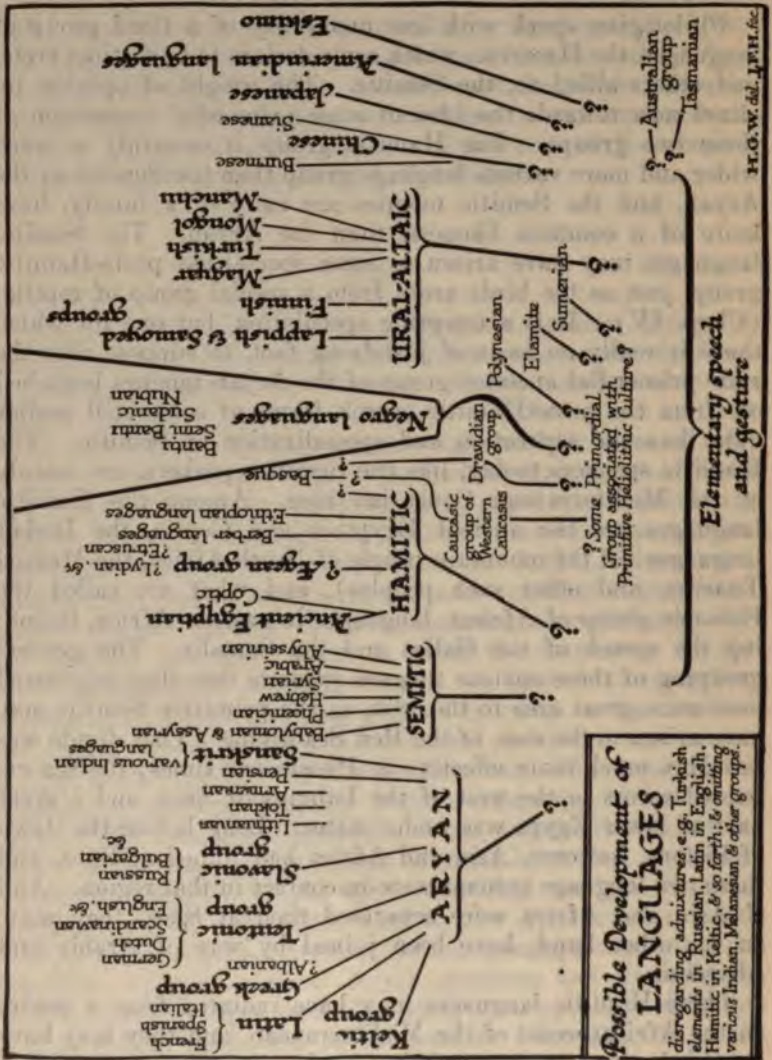 Keltic
group
French
Spanish
Italian
Latin
Greek group
?Albanian
German
Dutch
Scandinavian
English, &c.
Teutonic
group
Russian
Bulgarian
&c.
Slavonic
group
Lithuanian
Armenian
Persian
Sanskrit
various Indian
languages
ARYAN
?
Babylonian & Assyrian
Phoenician
Hebrew
Syrian
Arabic
Abyssinian
SEMITIC
?
Ancient Egyptian
Coptic
? Ægean group
?Lydian, &c.
?Etruscan
Berber languages
Ethiopian languages
HAMITIC
?
Basque
? ?
Caucasic
group of
Western
Caucasus
? Some Primordial
Group associated with
Primitive Heliolithic Culture?
Bantu
Semi. Bantu
Sudanic
Nubian
Negro languages
Dravidian
group
?
Polynesian
?
Elamite
?
Sumerian
?
Lappish & Samoyed
groups
Finnish
Magyar
Turkish
Mongol
Manchu
URAL-ALTAIC
?
Burmese
Chinese
Siamese
Japanese
Amerindian languages
Eskimo
?
?
?
?
?
Australian
group
?
Tasmanian
?
Elementary speech
and gesture
Possible Development of
LANGUAGES
disregarding admixtures, e.g. Turkish
elements in Russian, Latin in English,
Hamitic in Keltic, & so forth; & omitting
various Indian, Melanesian & other groups.
H.G.W. del. J.F.H. fec.